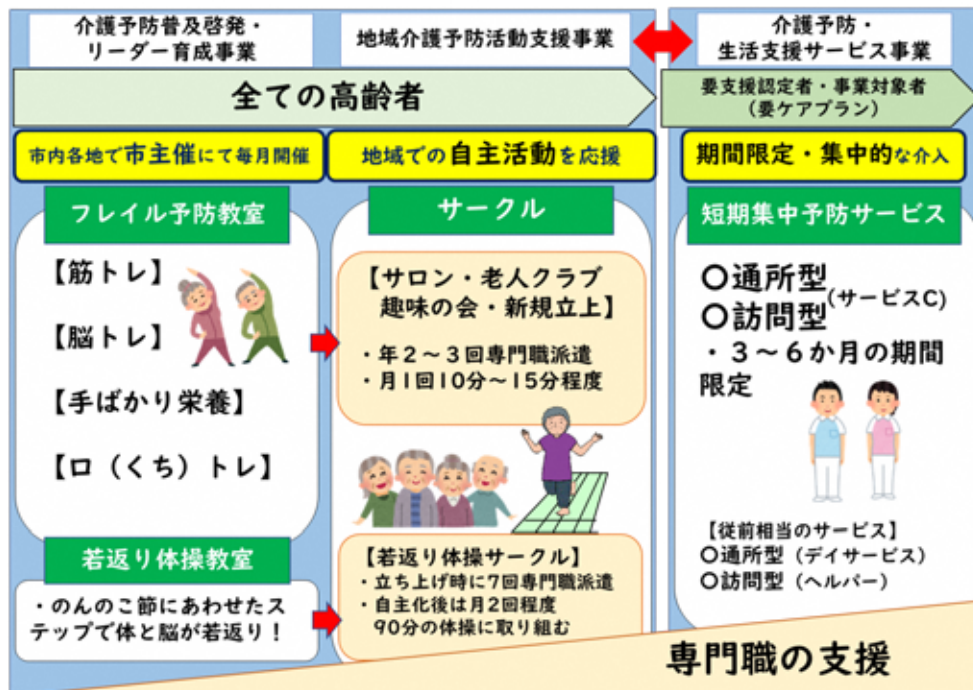 介護予防普及啓発・
リーダー育成事業
地域介護予防活動支援事業
介護予防・
生活支援サービス事業
全ての高齢者
要支援認定者・事業対象者
（要ケアプラン）
市内各地で市主催にて毎月開催
地域での自主活動を応援
期間限定・集中的な介入
フレイル予防教室
【筋トレ】
【脳トレ】
【手ばかり栄養】
【口（くち）トレ】
若返り体操教室
・のんのこ節にあわせたス
テップで体と脳が若返り！
サークル
【サロン・老人クラブ
趣味の会・新規立上】
・年２～３回専門職派遣
・月1回10分～15分程度
【若返り体操サークル】
・立ち上げ時に7回専門職派遣
・自主化後は月2回程度
90分の体操に取り組む
短期集中予防サービス
〇通所型
(サービスC)
〇訪問型
・３～６か月の期間
限定
【従前相当のサービス】
〇通所型（デイサービス）
〇訪問型（ヘルパー）
専門職の支援